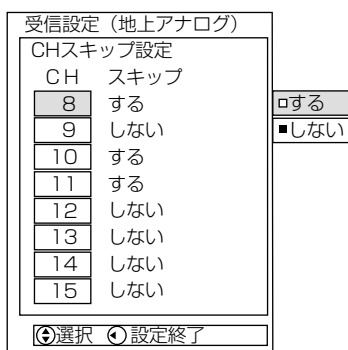 受信設定（地上アナログ）
CHスキップ設定
CH スキップ
8 する
9 しない
10 する
11 する
12 しない
13 しない
14 しない
15 しない
する
しない
選択 設定終了